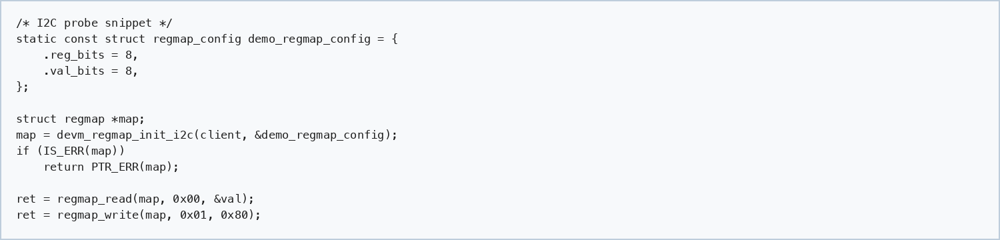 /* I2C probe snippet */
static const struct regmap_config demo_regmap_config = {
    .reg_bits = 8,
    .val_bits = 8,
};

struct regmap *map;
map = devm_regmap_init_i2c(client, &demo_regmap_config);
if (IS_ERR(map))
    return PTR_ERR(map);

ret = regmap_read(map, 0x00, &val);
ret = regmap_write(map, 0x01, 0x80);